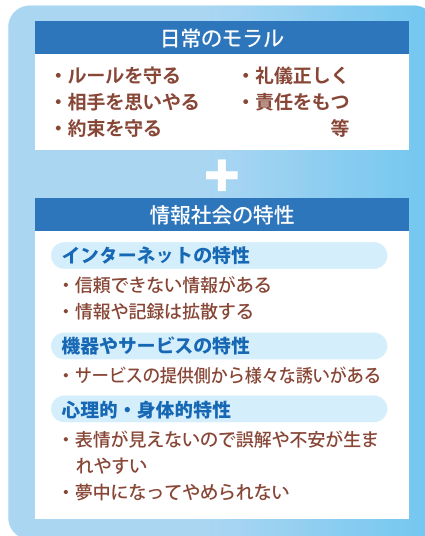 日常のモラル
・ルールを守る ・礼儀正しく
・相手を思いやる ・責任をもつ
・約束を守る 等
+
情報社会の特性
インターネットの特性
・信頼できない情報がある
・情報や記録は拡散する
機器やサービスの特性
・サービスの提供側から様々な誘いがある
心理的・身体的特性
・表情が見えないので誤解や不安が生ま
れやすい
・夢中になってやめられない